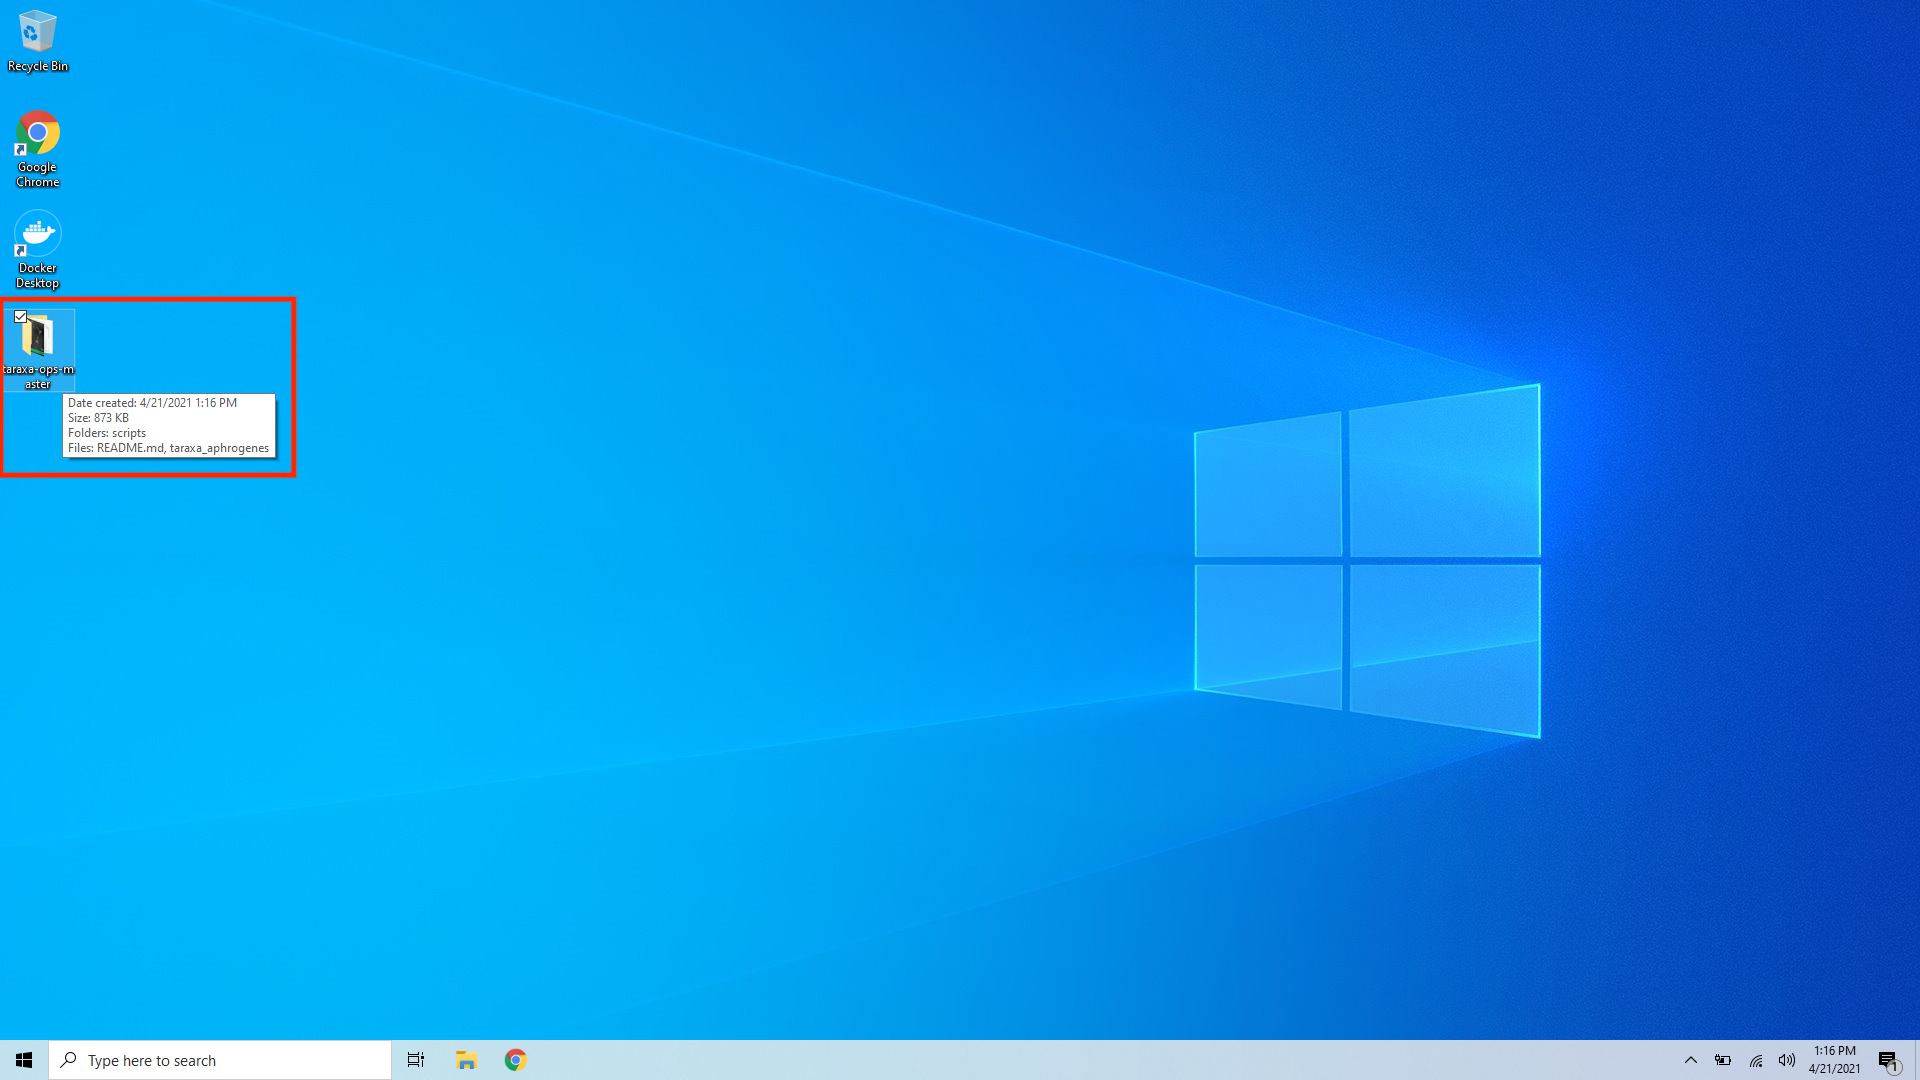 Recycle Bin
Google
Chrome
Docker
Desktop
taraxa-ops-m
aster
Date created: 4/21/2021 1:16 PM
Size: 873 KB
Folders: scripts
Files: README.md, taraxa_aphrogenes
Type here to search
1:16 PM
4/21/2021
1